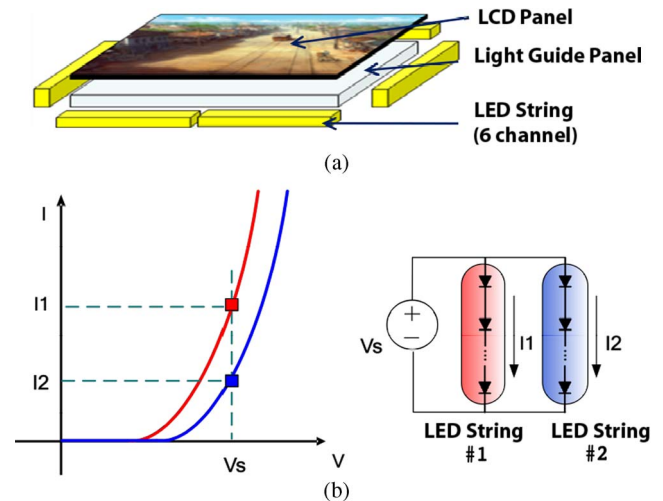 LCD Panel
Light Guide Panel
LED String
(6 channel)
(a)
I
I1
I2
Vs
V
Vs
I1
I2
LED String
#1
LED String
#2
(b)